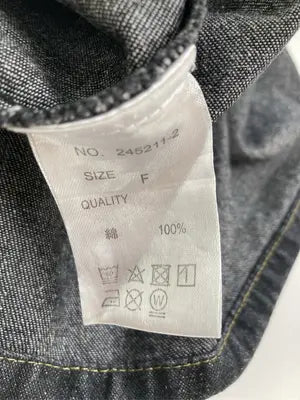 NO. 245211-2
SIZE F
QUALITY
綿 100%